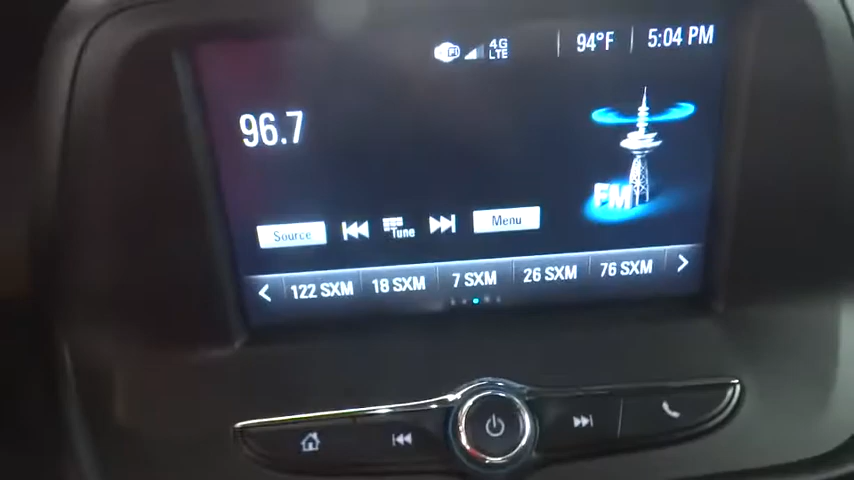 WiFi 4G LTE 94°F 5:04 PM
96.7
FM
Source Tune Menu
122 SXM 18 SXM 7 SXM 26 SXM 76 SXM